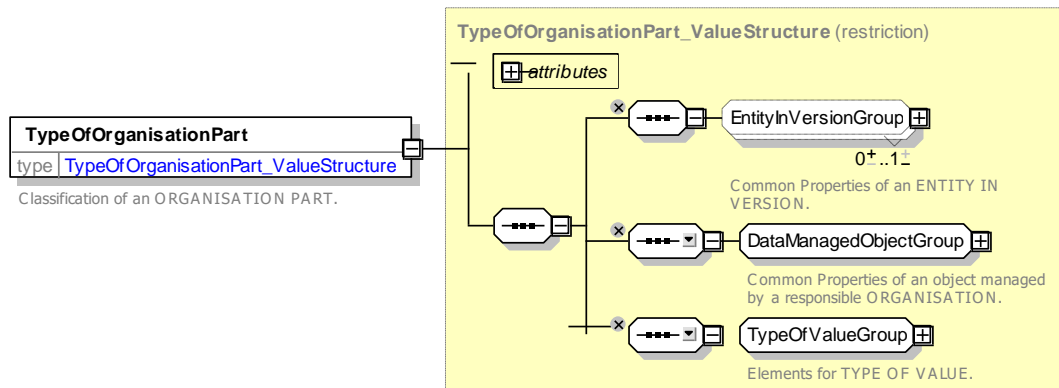 TypeOfOrganisationPart_ValueStructure (restriction)
attributes
TypeOfOrganisationPart
type TypeOfOrganisationPart_ValueStructure
Classification of an ORGANISATION PART.
EntityInVersionGroup
0..1
Common Properties of an ENTITY IN
VERSION.
DataManagedObjectGroup
Common Properties of an object managed
by a responsible ORGANISATION.
TypeOfValueGroup
Elements for TYPE OF VALUE.